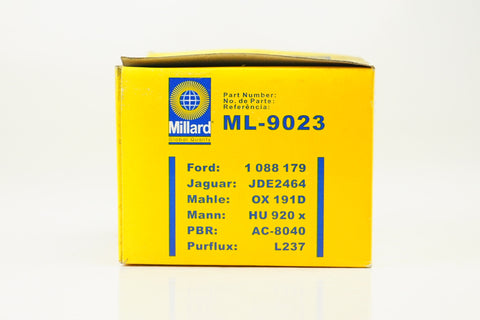 Millard
Global Quality
Part Number:
No. de Parte:
Referência:
ML-9023
Ford: 1 088 179
Jaguar: JDE2464
Mahle: OX 191D
Mann: HU 920 x
PBR: AC-8040
Purflux: L237